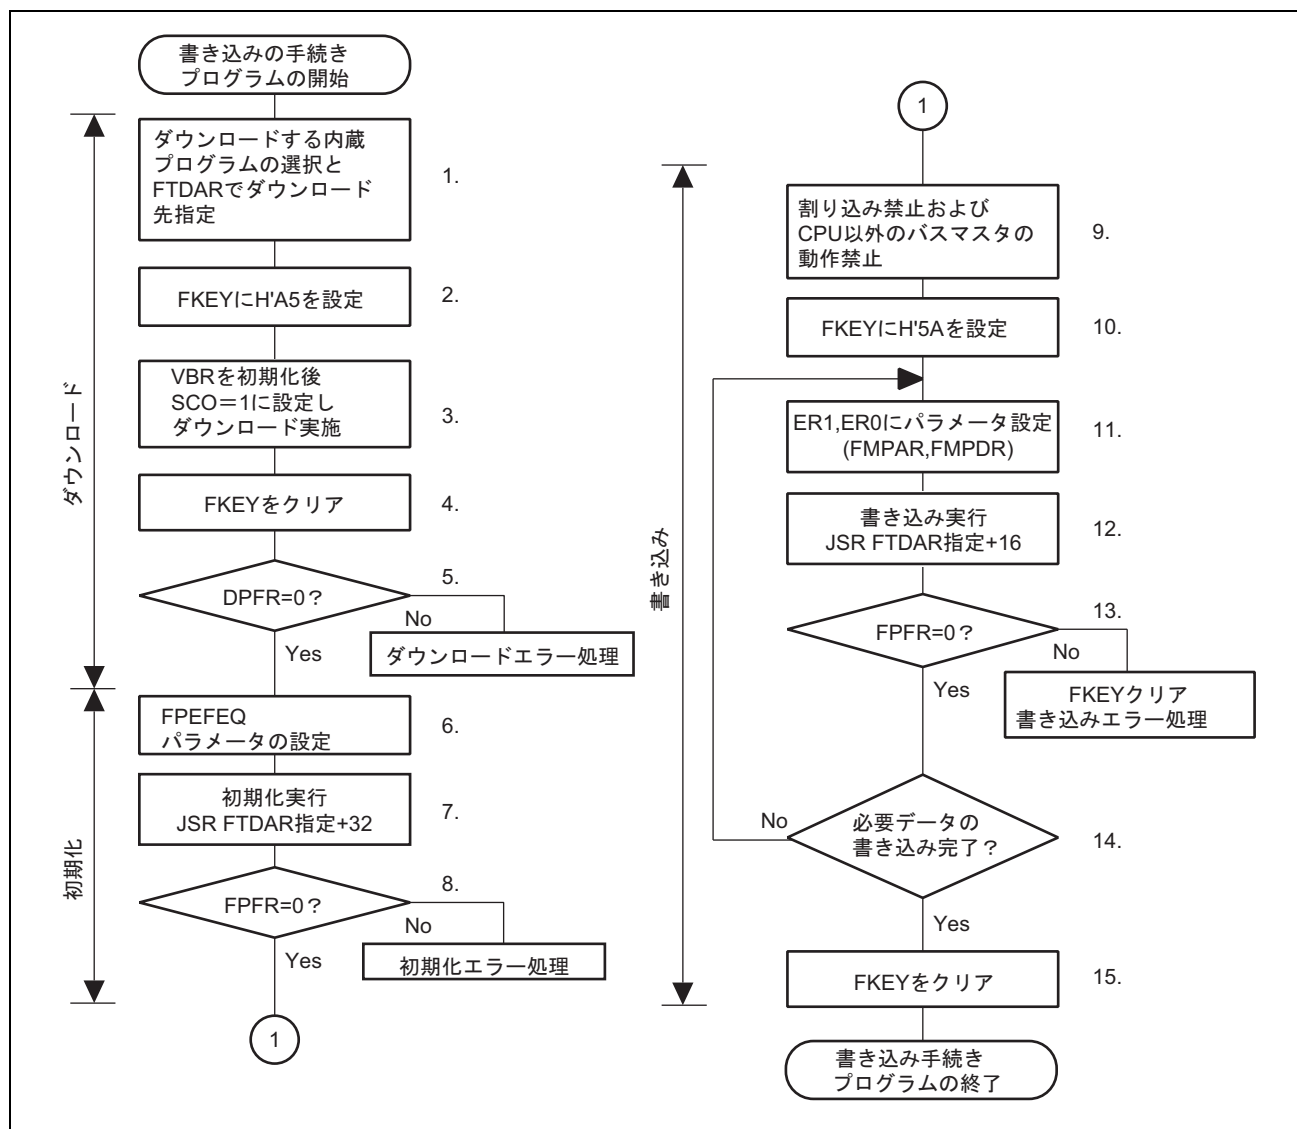 書き込みの手続き
プログラムの開始
ダウンロード
ダウンロードする内蔵
プログラムの選択と
FTDARでダウンロード
先指定
1.
FKEYにH'A5を設定
2.
VBRを初期化後
SCO＝1に設定し
ダウンロード実施
3.
FKEYをクリア
4.
DPFR=0？
5.
No
ダウンロードエラー処理
Yes
初期化
FPEFEQ
パラメータの設定
6.
初期化実行
JSR FTDAR指定+32
7.
FPFR=0？
8.
No
初期化エラー処理
Yes
1
1
書き込み
割り込み禁止および
CPU以外のバスマスタの
動作禁止
9.
FKEYにH'5Aを設定
10.
ER1,ER0にパラメータ設定
(FMPAR,FMPDR)
11.
書き込み実行
JSR FTDAR指定+16
12.
FPFR=0？
13.
No
FKEYクリア
書き込みエラー処理
Yes
必要データの
書き込み完了？
14.
No
Yes
FKEYをクリア
15.
書き込み手続き
プログラムの終了